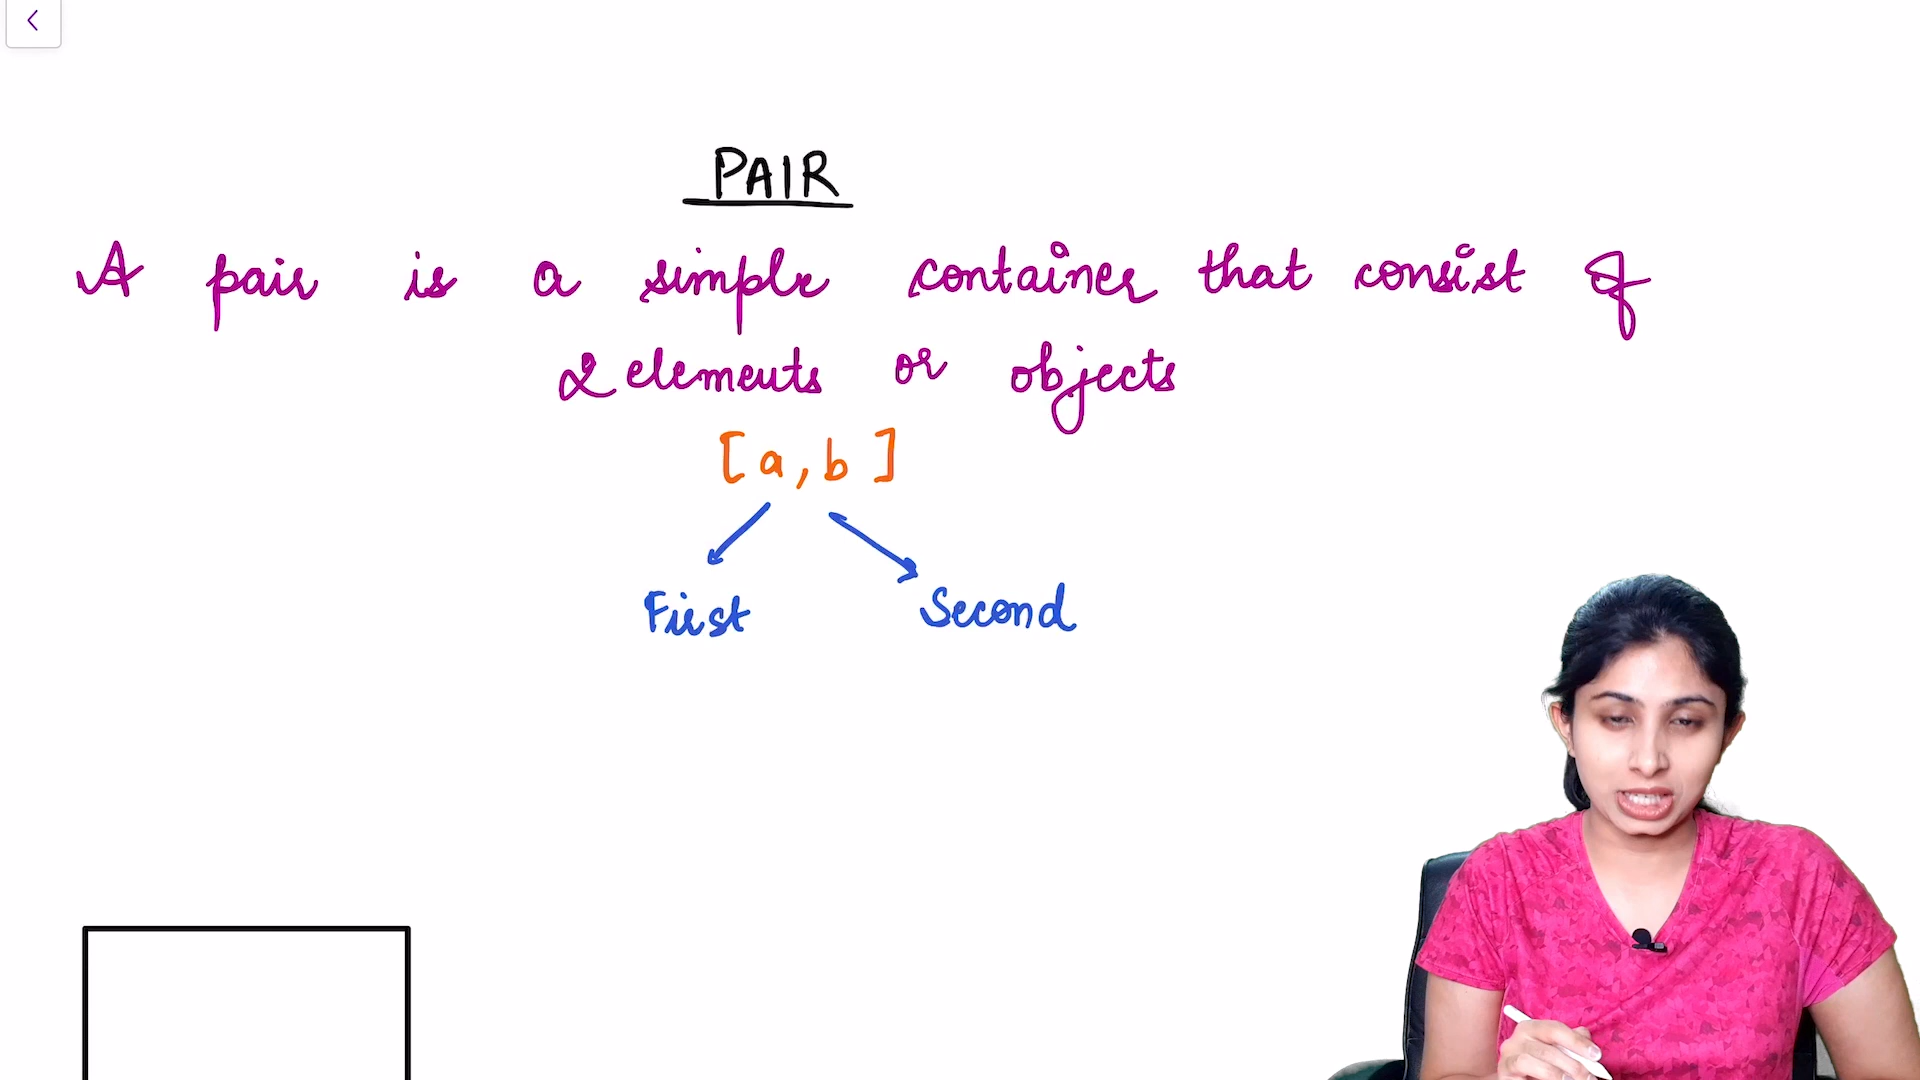 PAIR
A pair is a simple container that consist of
2 elements or objects
[a, b]
First Second